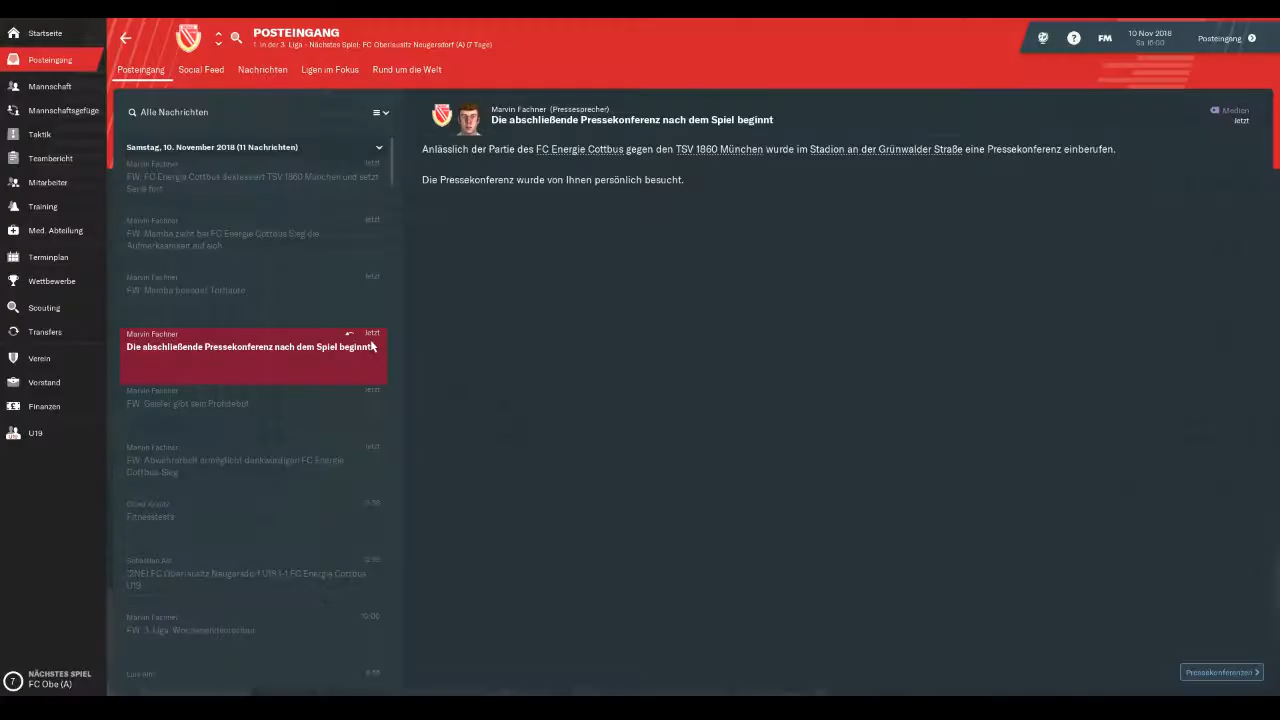 Startseite
Posteingang
Mannschaft
Mannschaftsgefüge
Taktik
Teambericht
Mitarbeiter
Training
Med. Abteilung
Terminplan
Wettbewerbe
Scouting
Transfers
Verein
Vorstand
Finanzen
U19
NÄCHSTES SPIEL
7
FC Obe (A)
POSTEINGANG
1. in der 3. Liga - Nächstes Spiel: FC Oberlausitz Neugersdorf (A) (7 Tage)
FM
10 Nov 2018
Sa 16:00
Posteingang
Posteingang Social Feed Nachrichten Ligen im Fokus Rund um die Welt
Alle Nachrichten
Samstag, 10. November 2018 (11 Nachrichten)
Marvin Fachner Jetzt
FW: FC Energie Cottbus deklassiert TSV 1860 München und setzt
Serie fort
Marvin Fachner Jetzt
FW: Mamba zieht bei FC Energie Cottbus Sieg die
Aufmerksamkeit auf sich
Marvin Fachner Jetzt
FW: Mamba beweist Torlaune
Marvin Fachner Jetzt
Die abschließende Pressekonferenz nach dem Spiel beginnt
Marvin Fachner Jetzt
FW: Geisler gibt sein Profidebüt
Marvin Fachner Jetzt
FW: Abwehrarbeit ermöglicht denkwürdigen FC Energie
Cottbus-Sieg
Fitnesstests
Sebastian
FC Oberlausitz Neugersdorf U19 1-1 FC Energie Cottbus
U19
Marvin Fachner 10:00
FW: 3. Liga: Wochenendvorschau
Marvin Fachner (Pressesprecher)
Die abschließende Pressekonferenz nach dem Spiel beginnt
Medien
Jetzt
Anlässlich der Partie des FC Energie Cottbus gegen den TSV 1860 München wurde im Stadion an der Grünwalder Straße eine Pressekonferenz einberufen.
Die Pressekonferenz wurde von Ihnen persönlich besucht.
Pressekonferenzen